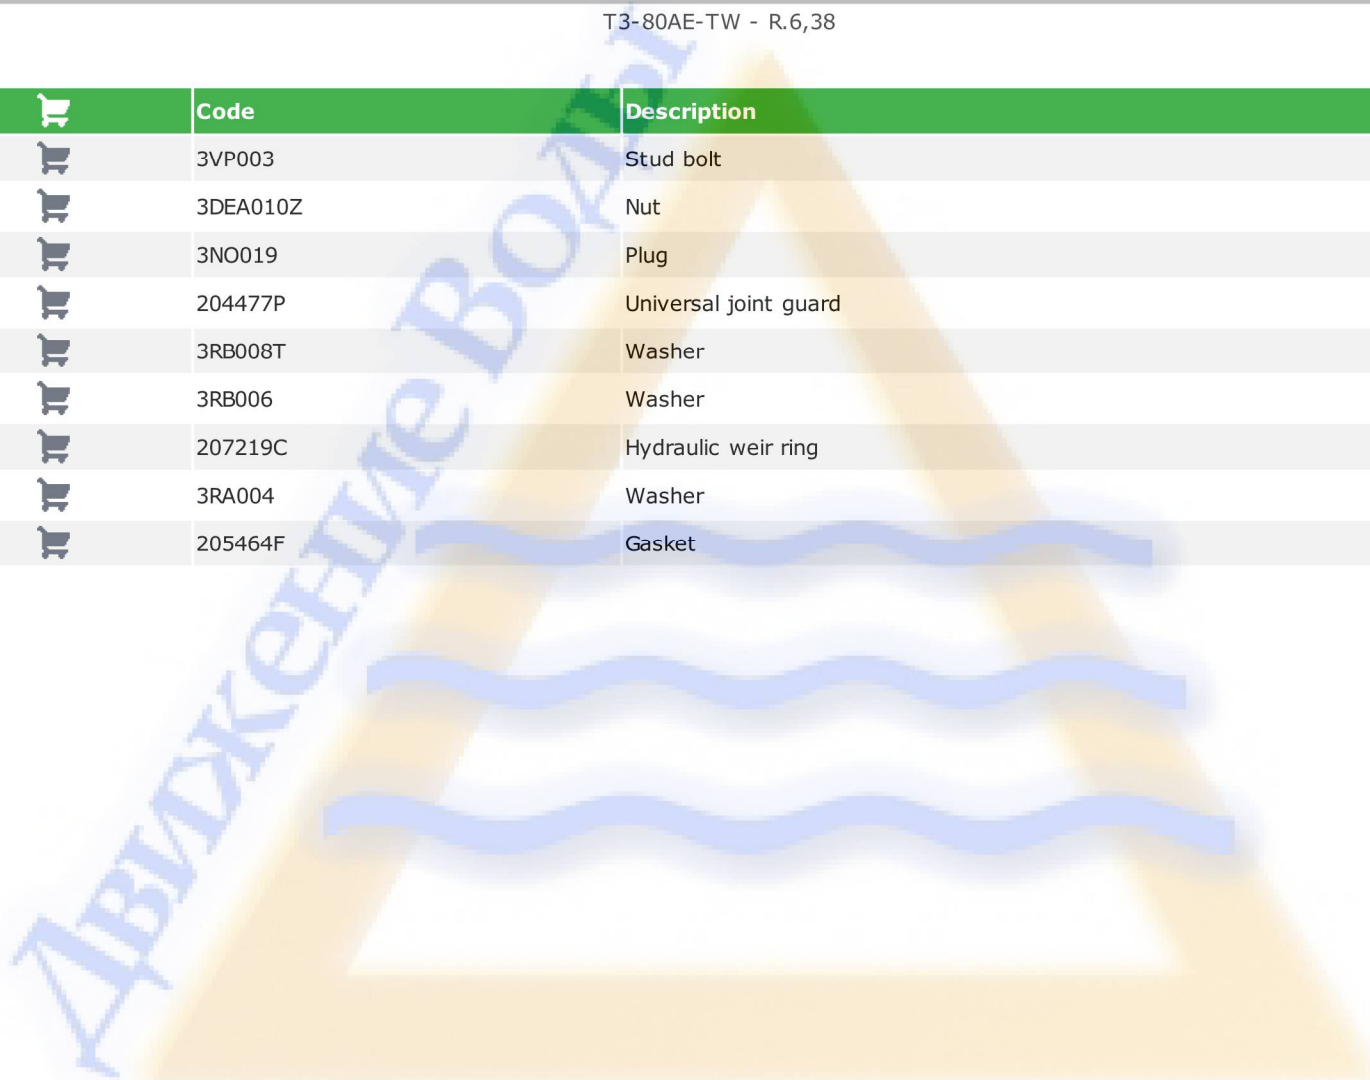 T3-80AE-TW - R.6,38
Code Description
3VP003 Stud bolt
3DEA010Z Nut
3NO019 Plug
204477P Universal joint guard
3RB008T Washer
3RB006 Washer
207219C Hydraulic weir ring
3RA004 Washer
205464F Gasket
Движение Воды